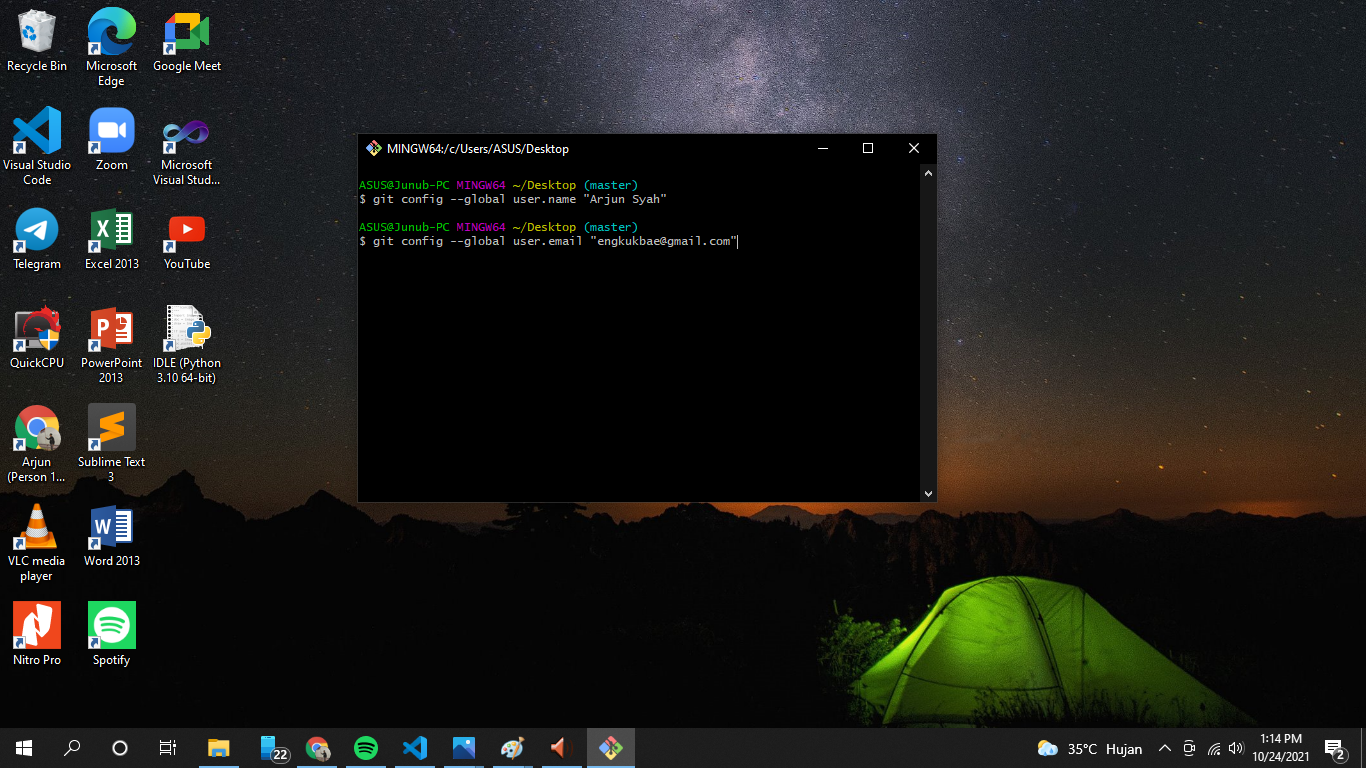 Recycle Bin
Microsoft Edge
Google Meet
Visual Studio Code
Zoom
Microsoft Visual Stud...
Telegram
Excel 2013
YouTube
QuickCPU
PowerPoint 2013
IDLE (Python 3.10 64-bit)
Arjun (Person 1...
Sublime Text 3
VLC media player
Word 2013
Nitro Pro
Spotify
MINGW64:/c/Users/ASUS/Desktop
ASUS@Junub-PC MINGW64 ~/Desktop (master)
$ git config --global user.name "Arjun Syah"
ASUS@Junub-PC MINGW64 ~/Desktop (master)
$ git config --global user.email "engkukbae@gmail.com"
22
35°C Hujan
1:14 PM
10/24/2021
2